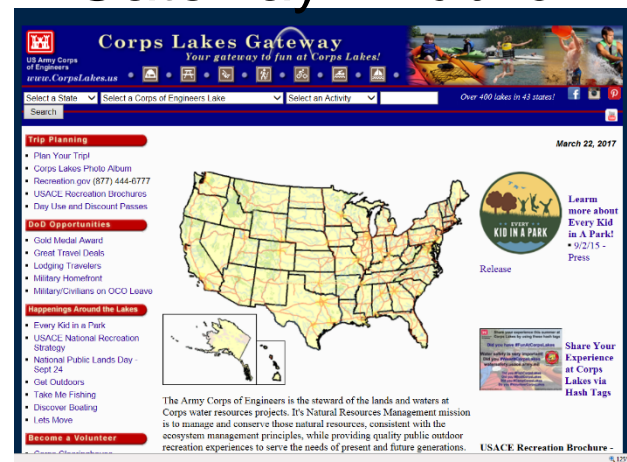 Corps Lakes Gateway
Your gateway to fun at Corps Lakes!
US Army Corps
of Engineers
www.CorpsLakes.us
Select a State
Select a Corps of Engineers Lake
Select an Activity
Over 400 lakes in 43 states!
Search
March 22, 2017
Trip Planning
Plan Your Trip!
Corps Lakes Photo Album
Recreation.gov (877) 444-6777
USACE Recreation Brochures
Day Use and Discount Passes
DoD Opportunities
Gold Medal Award
Great Travel Deals
Lodging Travelers
Military Homefront
Military/Civilians on OCO Leave
Happenings Around the Lakes
Every Kid in a Park
USACE National Recreation
Strategy
National Public Lands Day -
Sept 24
Get Outdoors
Take Me Fishing
Discover Boating
Lets Move
Become a Volunteer
EVERY
KID IN A PARK
Learn
more about
Every Kid
in A Park!
9/2/15 -
Press
Release
Share Your
Experience
at Corps
Lakes via
Hash Tags
The Army Corps of Engineers is the steward of the lands and waters at
Corps water resources projects. It's Natural Resources Management mission
is to manage and conserve those natural resources, consistent with the
ecosystem management principles, while providing quality public outdoor
recreation experiences to serve the needs of present and future generations.
USACE Recreation Brochure -